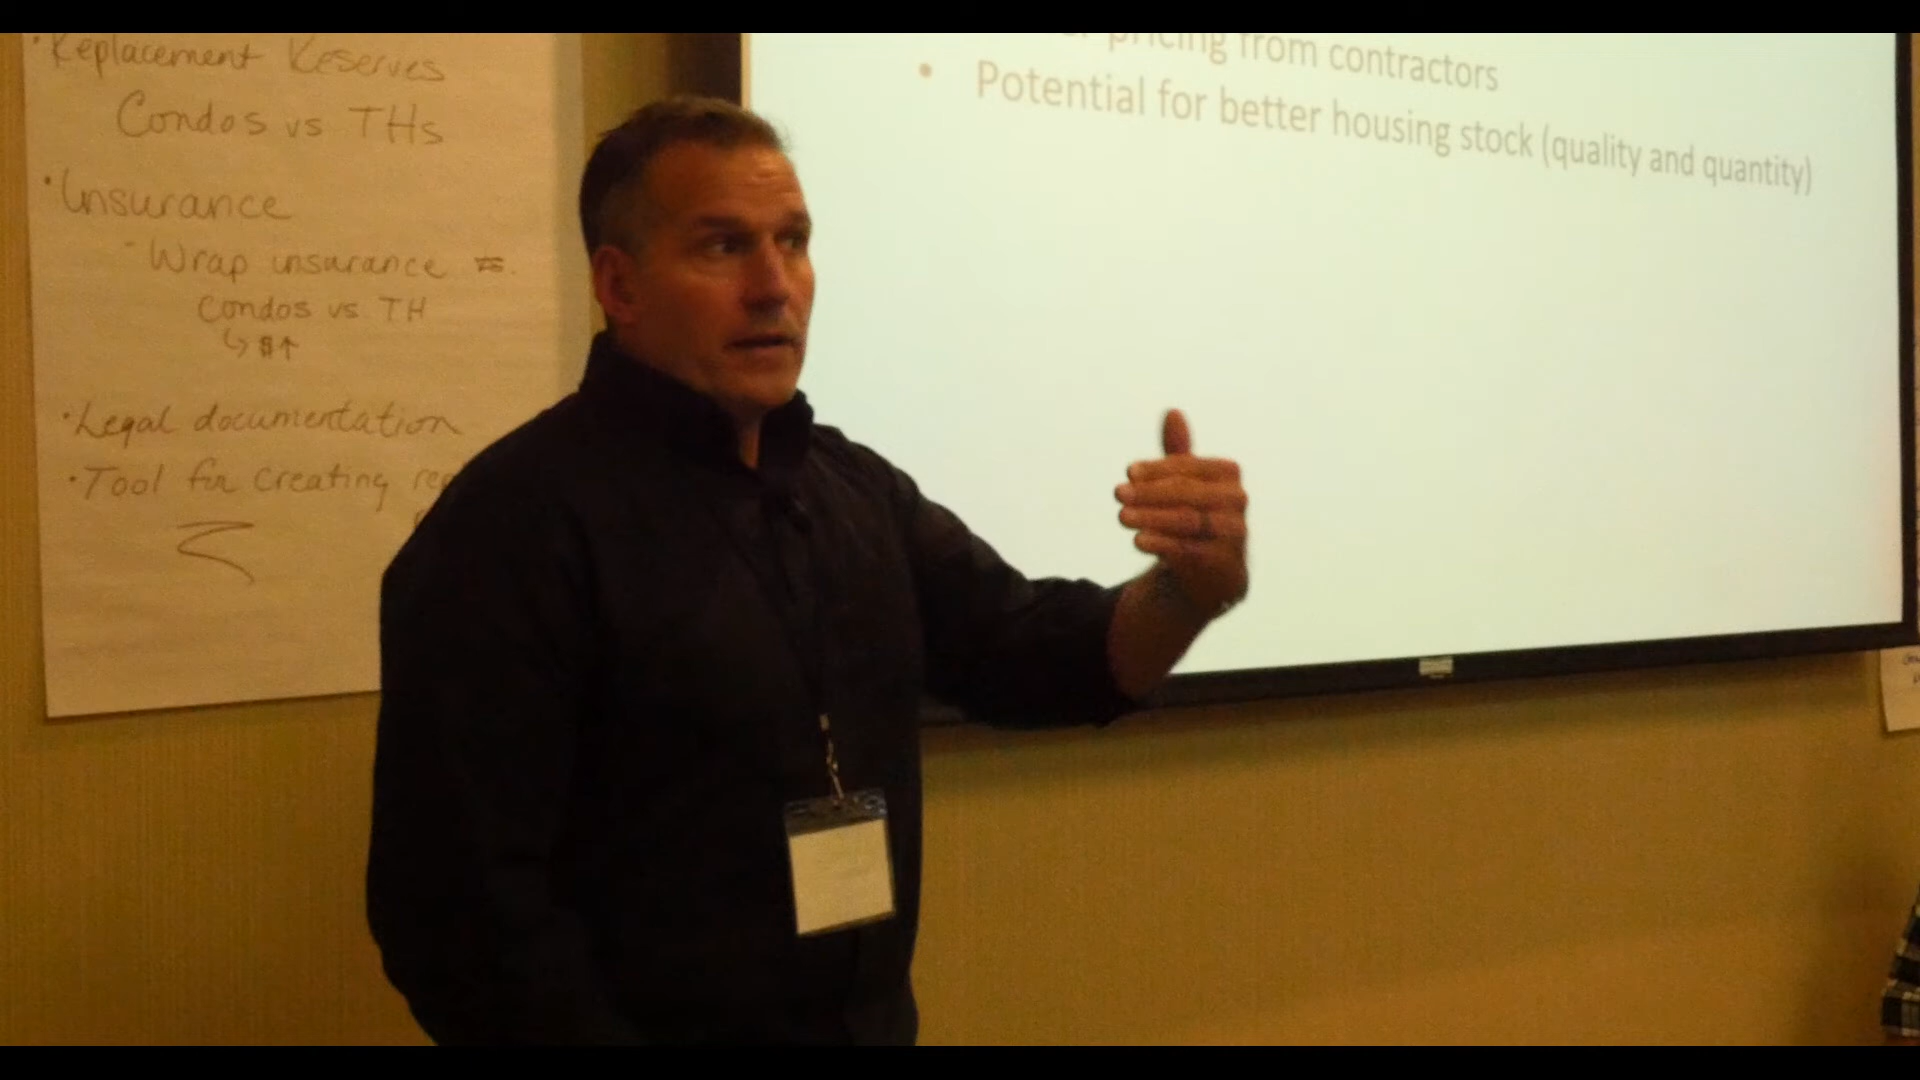 • Replacement Reserves
Condos vs THs
• Insurance
- Wrap insurance
Condos vs TH
↳ $↑
• Legal documentation
• Tool for creating
pricing from contractors
• Potential for better housing stock (quality and quantity)